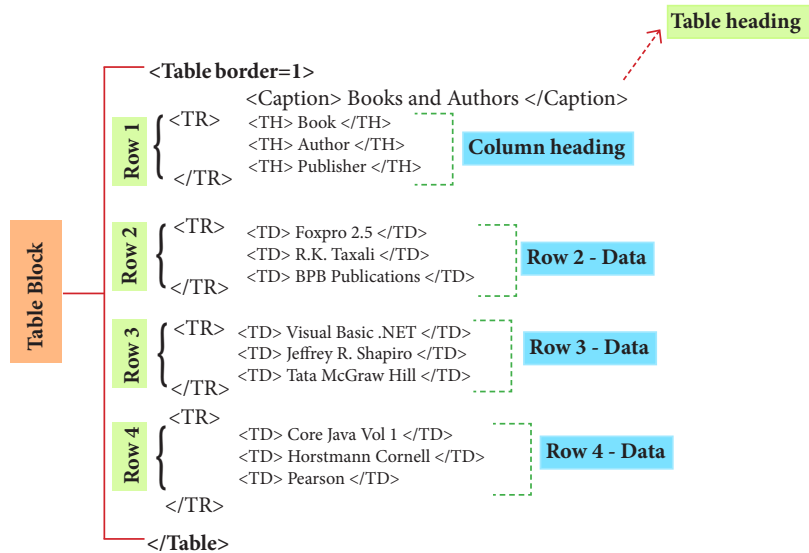 Table heading
<Table border=1>
<Caption> Books and Authors </Caption>
Row 1
<TR>
<TH> Book </TH>
<TH> Author </TH>
<TH> Publisher </TH>
</TR>
Column heading
Table Block
Row 2
<TR>
<TD> Foxpro 2.5 </TD>
<TD> R.K. Taxali </TD>
<TD> BPB Publications </TD>
</TR>
Row 2 - Data
Row 3
<TR>
<TD> Visual Basic .NET </TD>
<TD> Jeffrey R. Shapiro </TD>
<TD> Tata McGraw Hill </TD>
</TR>
Row 3 - Data
Row 4
<TR>
<TD> Core Java Vol 1 </TD>
<TD> Horstmann Cornell </TD>
<TD> Pearson </TD>
</TR>
Row 4 - Data
</Table>